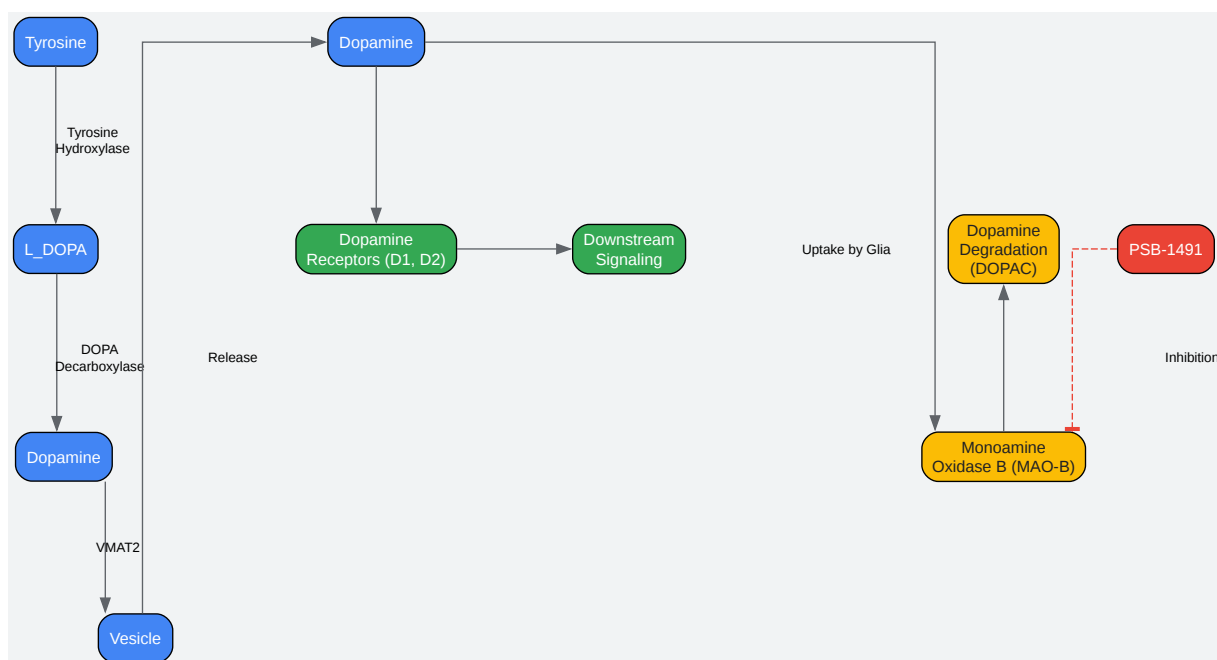 Tyrosine
Dopamine
Tyrosine
Hydroxylase
L_DOPA
Dopamine
Receptors (D1, D2)
Downstream
Signaling
Uptake by Glia
Dopamine
Degradation
(DOPAC)
PSB-1491
DOPA
Decarboxylase
Release
Inhibition
Dopamine
Monoamine
Oxidase B (MAO-B)
VMAT2
Vesicle